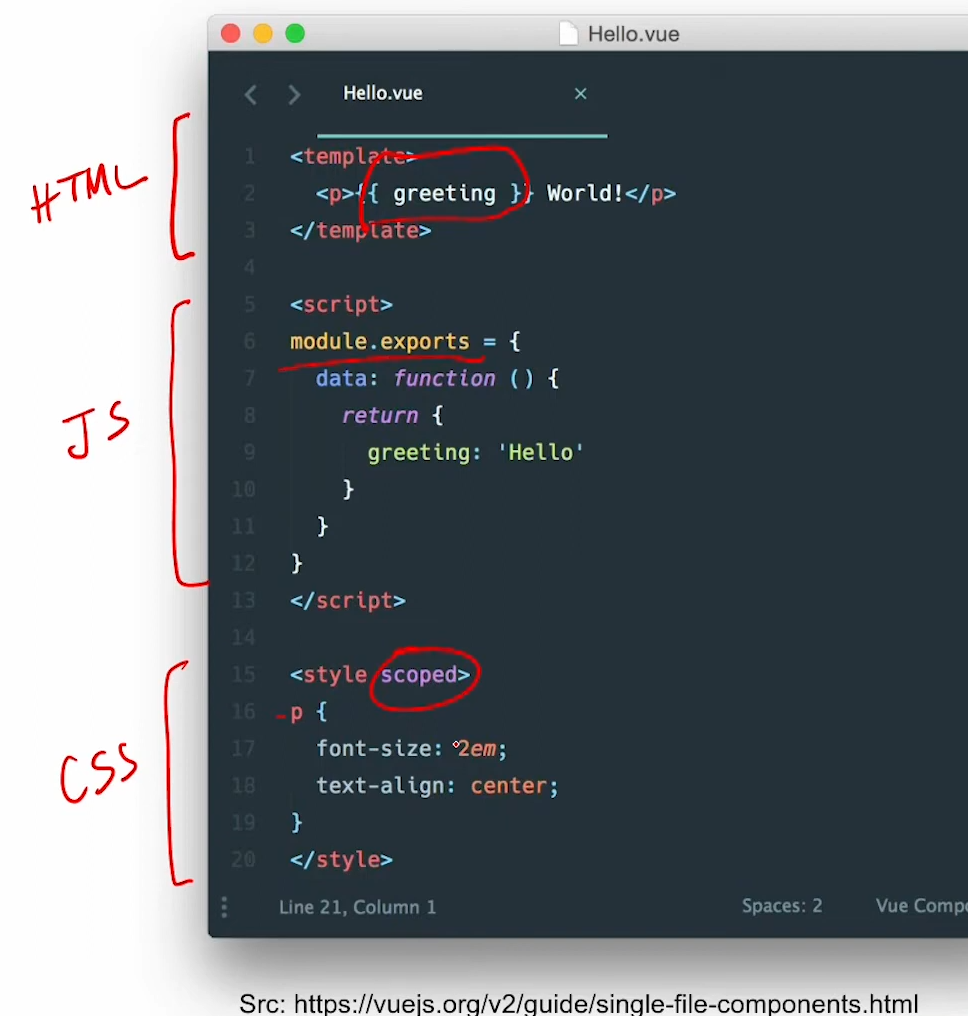 Hello.vue
Hello.vue ×
HTML
1 <template>
2 <p>{{ greeting }} World!</p>
3 </template>
4
JS
5 <script>
6 module.exports = {
7 data: function () {
8 return {
9 greeting: 'Hello'
10 }
11 }
12 }
13 </script>
14
CSS
15 <style scoped>
16 p {
17 font-size: 2em;
18 text-align: center;
19 }
20 </style>
Line 21, Column 1 Spaces: 2 Vue Compo
Src: https://vuejs.org/v2/guide/single-file-components.html